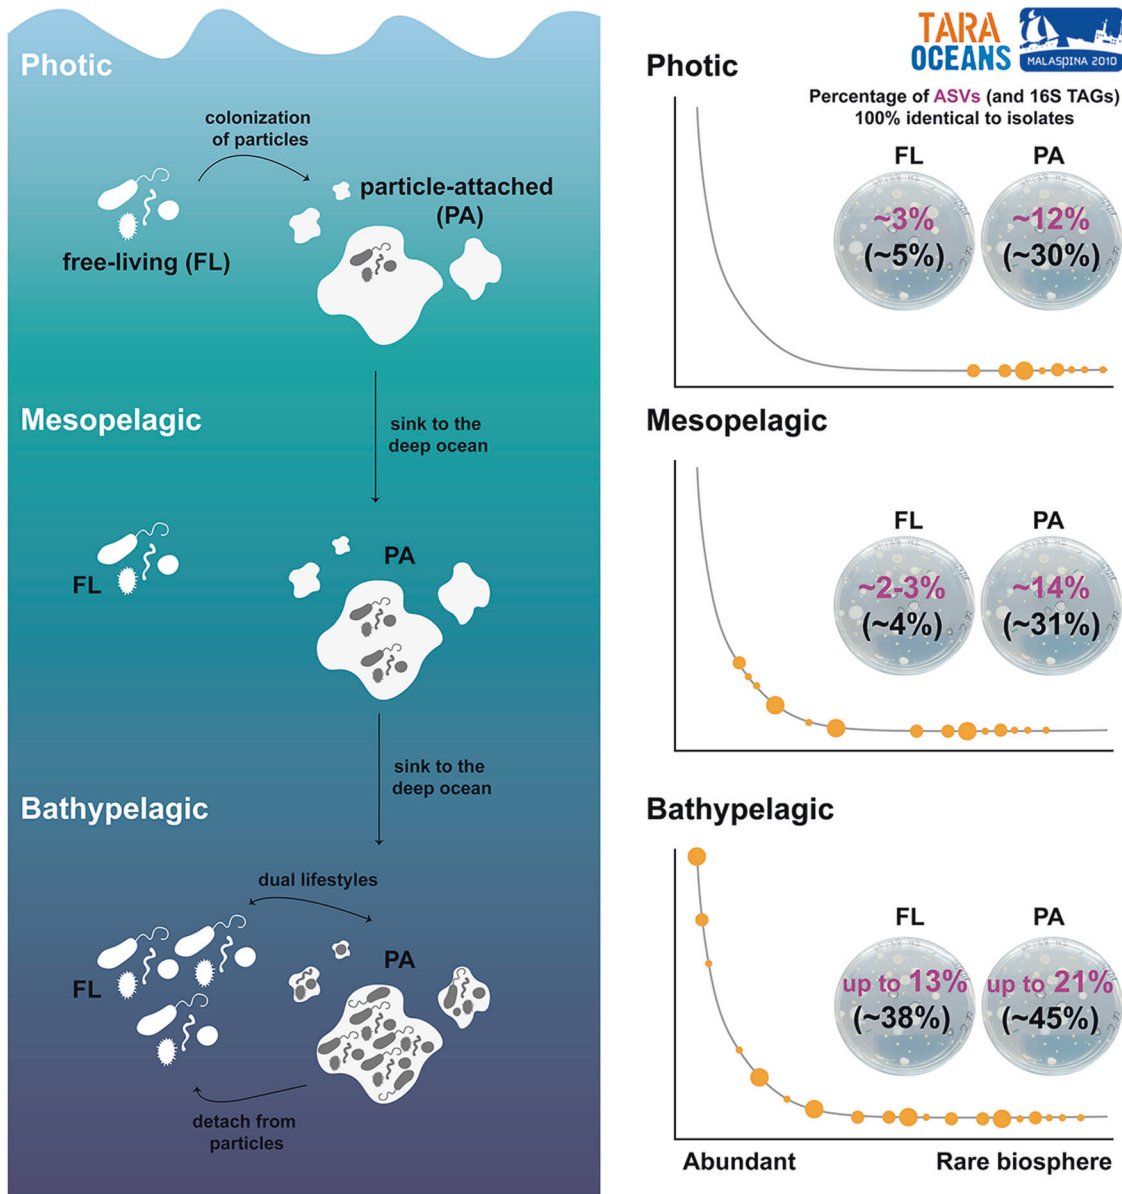 Photic
colonization
of particles
particle-attached
(PA)
free-living (FL)
Mesopelagic
sink to the
deep ocean
PA
FL
sink to the
deep ocean
Bathypelagic
dual lifestyles
PA
FL
detach from
particles
TARA
OCEANS
MALASPINA 2010
Photic
Percentage of ASVs (and 16S TAGs)
100% identical to isolates
FL PA
~3% ~12%
(~5%) (~30%)
Mesopelagic
FL PA
~2-3% ~14%
(~4%) (~31%)
Bathypelagic
FL PA
up to 13% up to 21%
(~38%) (~45%)
Abundant Rare biosphere